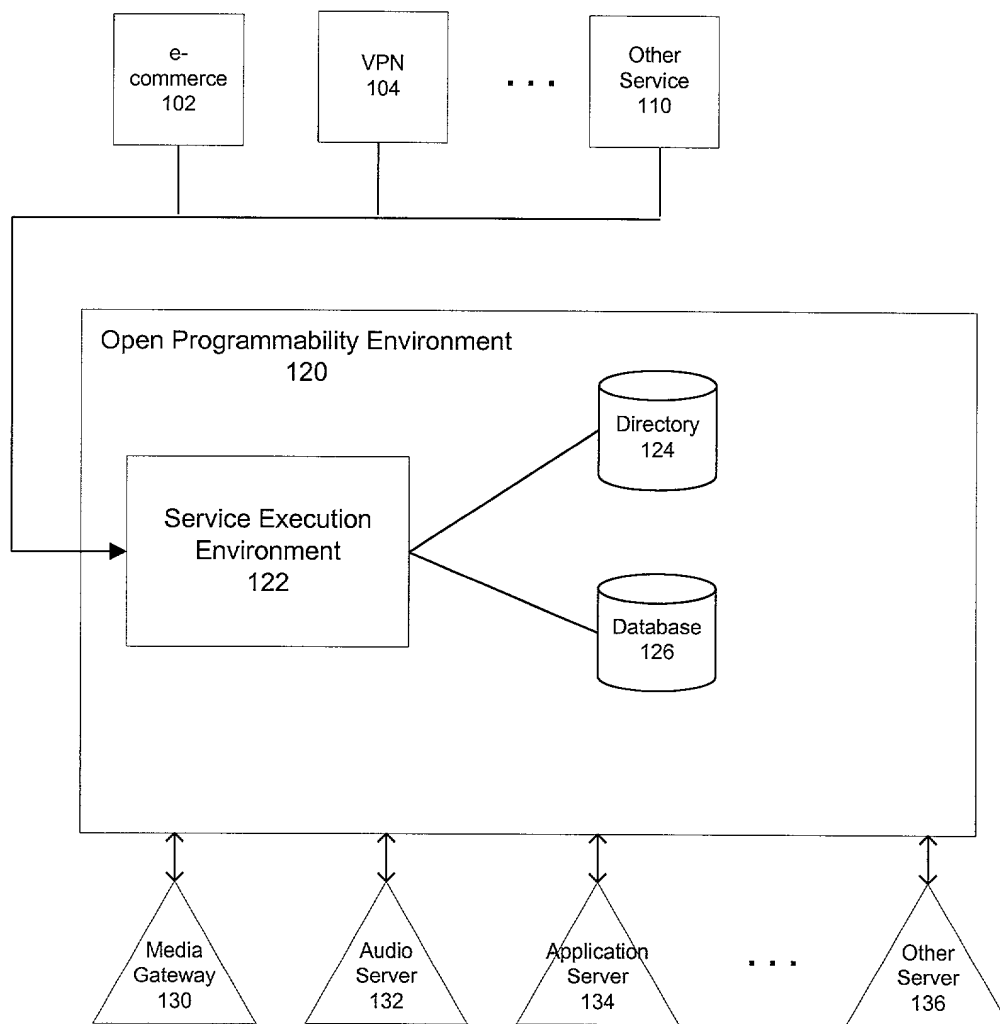 e-
commerce
102
VPN
104
. . .
Other
Service
110
Open Programmability Environment
120
Directory
124
Service Execution
Environment
122
Database
126
Media
Gateway
130
Audio
Server
132
Application
Server
134
. . .
Other
Server
136